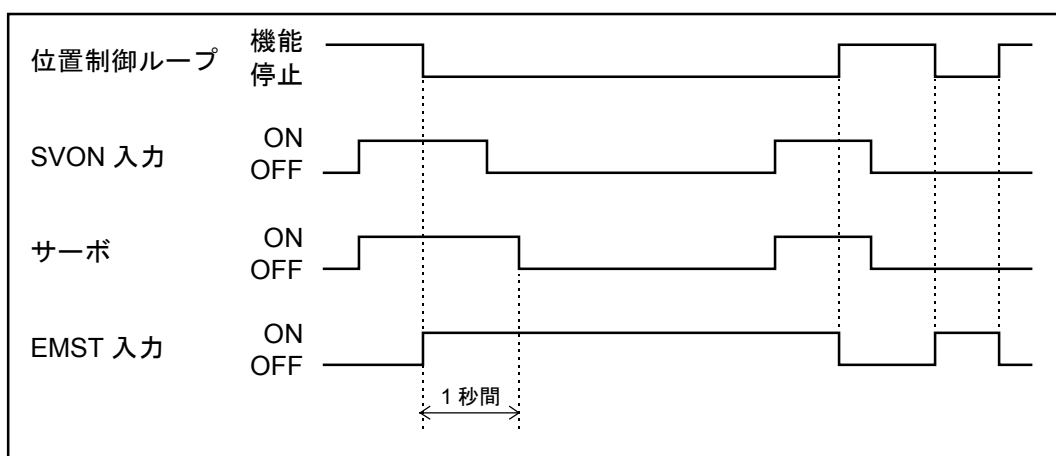 位置制御ループ 機能
停止
SVON 入力 ON
OFF
サーボ ON
OFF
EMST 入力 ON
OFF
1 秒間